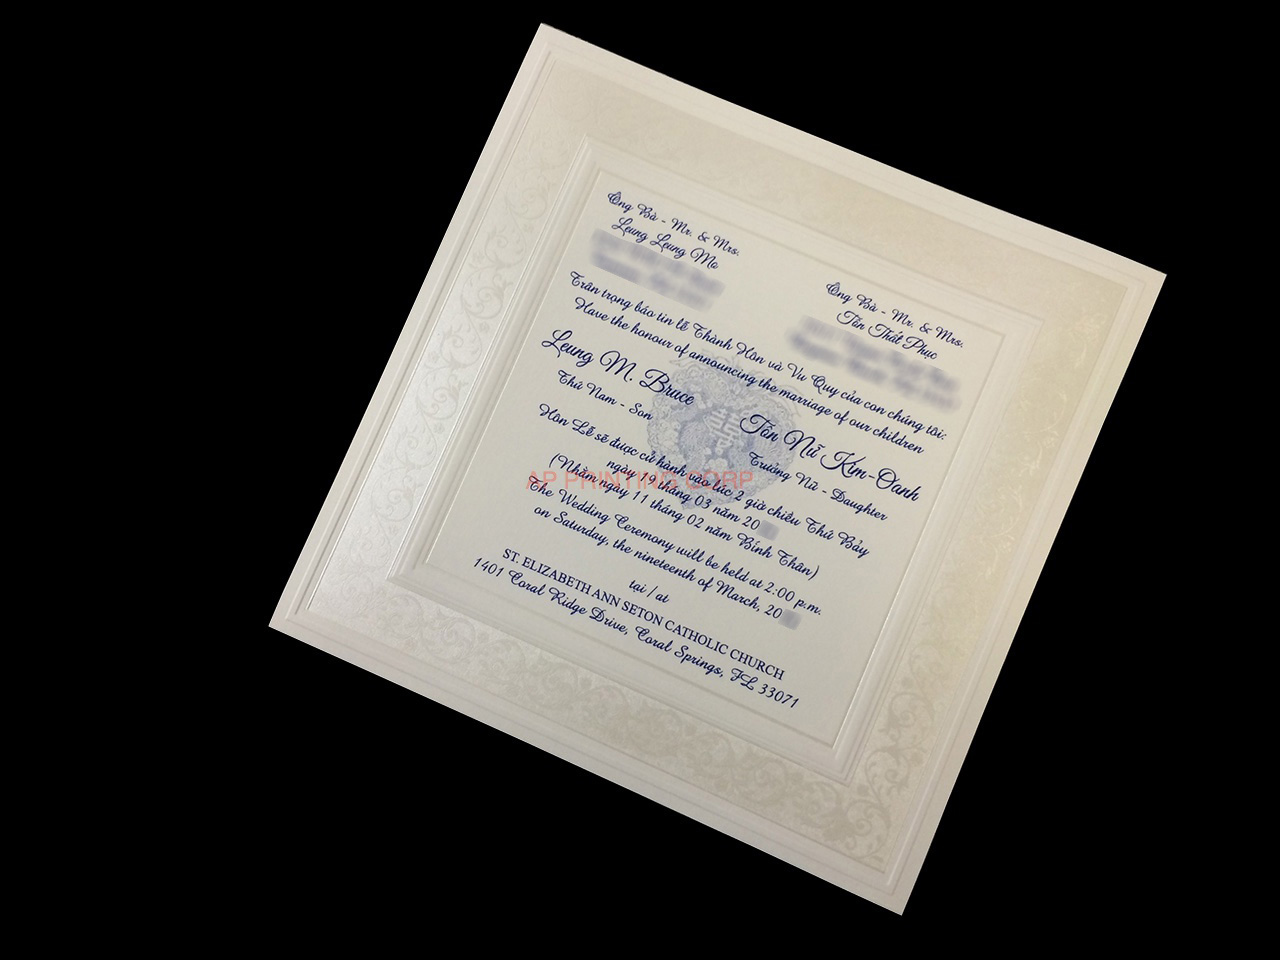 Ông Bà - Mr. & Mrs.
Leung Leung Mo
Ông Bà - Mr. & Mrs.
Tôn Thất Phục
Trân trọng báo tin lễ Thành Hôn và Vu Quy của con chúng tôi:
Have the honour of announcing the marriage of our children
Leung M. Bruce
Thứ Nam - Son
Tôn Nữ Kim-Oanh
Trưởng Nữ - Daughter
Hôn Lễ sẽ được cử hành vào lúc 2 giờ chiều Thứ Bảy
ngày 19 tháng 03 năm 20
(Nhằm ngày 11 tháng 02 năm Bính Thân)
The Wedding Ceremony will be held at 2:00 p.m.
on Saturday, the nineteenth of March, 20
tại / at
ST. ELIZABETH ANN SETON CATHOLIC CHURCH
1401 Coral Ridge Drive, Coral Springs, FL 33071
AP PRINTING CORP